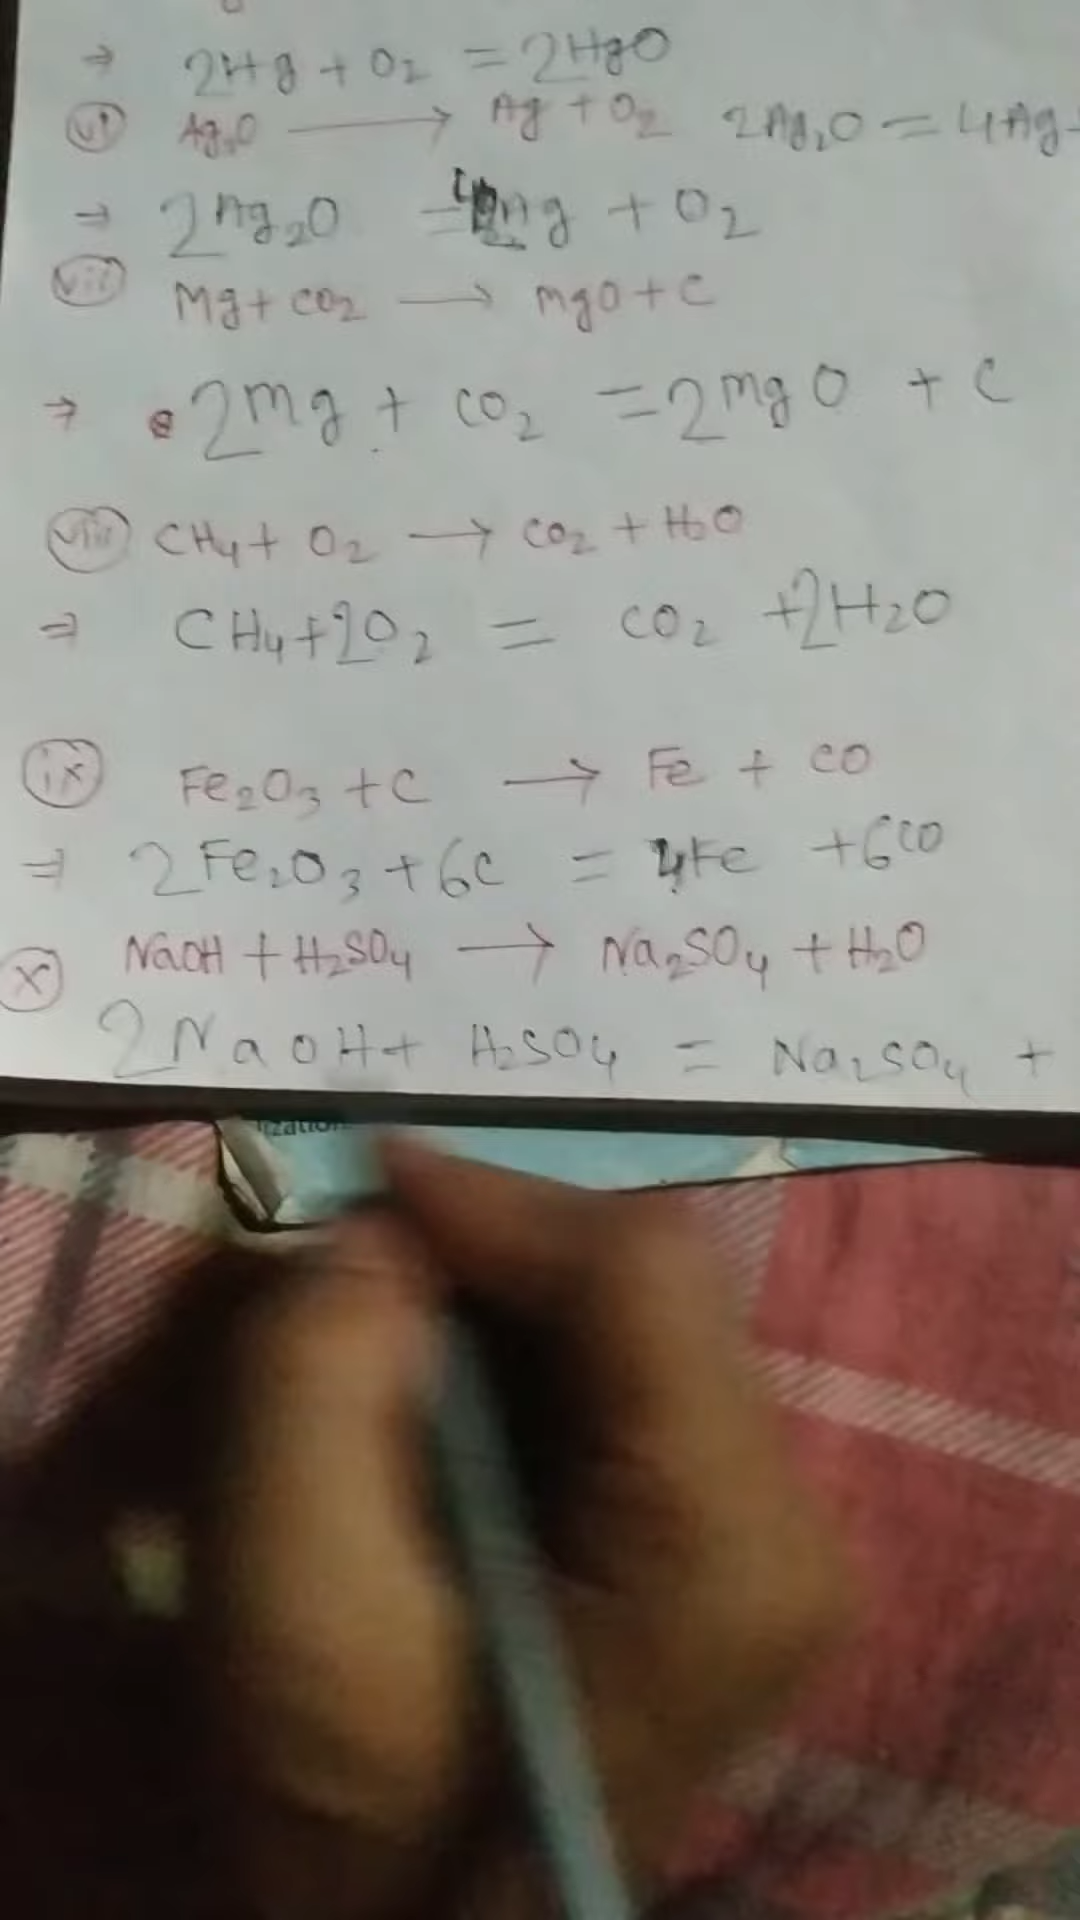 ⇒ 2Hg + O₂ = 2HgO
vi Ag₂O ⟶ Ag + O₂ 2Ag₂O = 4Ag +
⇒ 2Ag₂O = 4Ag + O₂
vii Mg + CO₂ ⟶ MgO + C
⇒ 2Mg + CO₂ = 2MgO + C
viii CH₄ + O₂ ⟶ CO₂ + H₂O
⇒ CH₄ + 2O₂ = CO₂ + 2H₂O
ix Fe₂O₃ + C ⟶ Fe + CO
⇒ 2Fe₂O₃ + 6C = 4Fe + 6CO
x NaOH + H₂SO₄ ⟶ Na₂SO₄ + H₂O
2NaOH + H₂SO₄ = Na₂SO₄ +